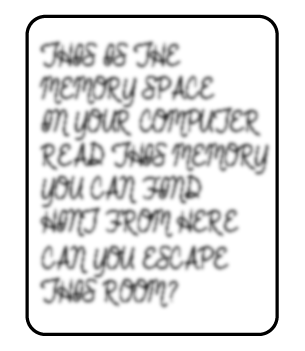 THIS IS THE
MEMORY SPACE
IN YOUR COMPUTER
READ THIS MEMORY
YOU CAN FIND
HINT FROM HERE
CAN YOU ESCAPE
THIS ROOM?